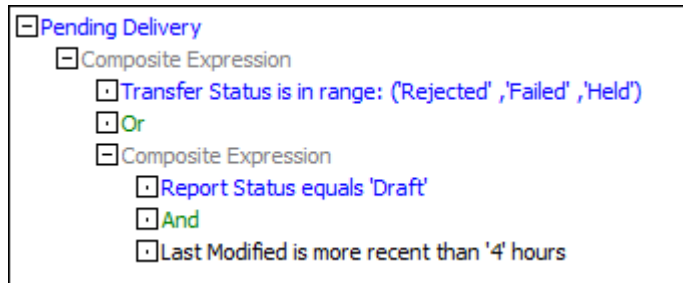 Pending Delivery
Composite Expression
Transfer Status is in range: ('Rejected' ,'Failed' ,'Held')
Or
Composite Expression
Report Status equals 'Draft'
And
Last Modified is more recent than '4' hours